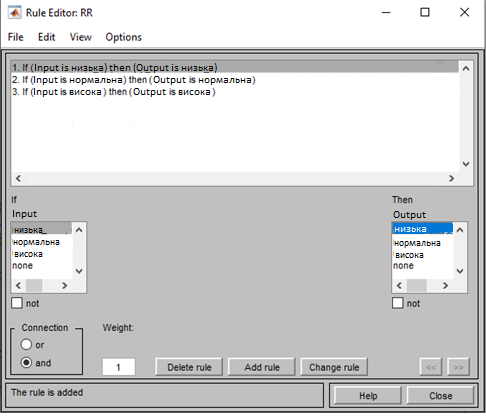 Rule Editor: RR
File Edit View Options
1. If (Input is низька) then (Output is низька)
2. If (Input is нормальна) then (Output is нормальна)
3. If (Input is висока) then (Output is висока)
If
Then
Input
Output
низька
нормальна
висока
none
низька
нормальна
висока
none
not
not
Connection
or
and
Weight:
1
Delete rule
Add rule
Change rule
<<
>>
The rule is added
Help
Close